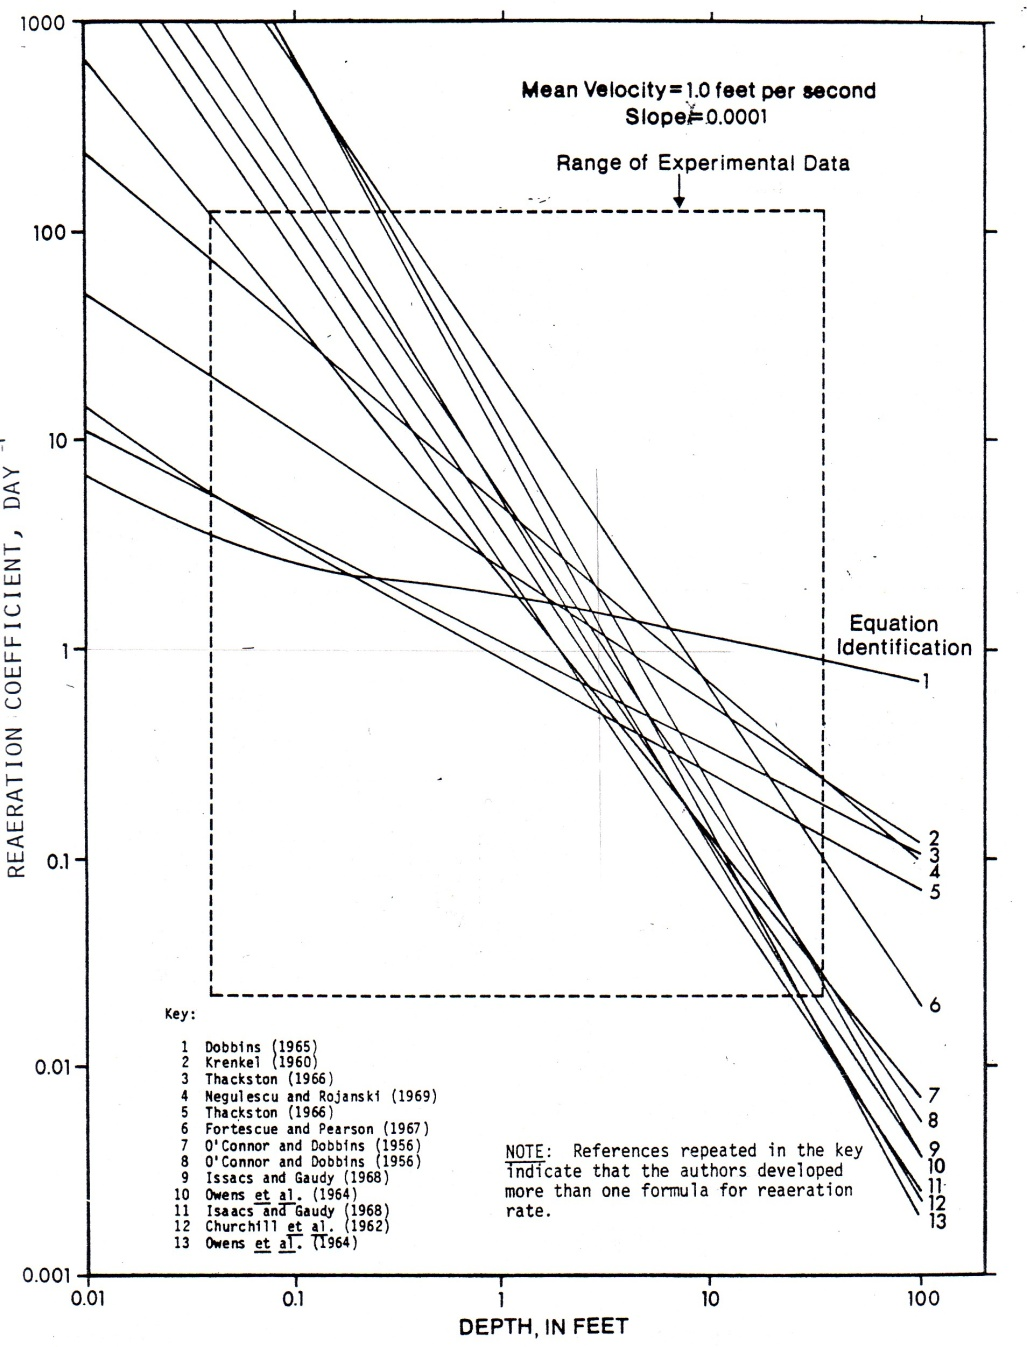 1000
100
10
1
0.1
0.01
0.001
REAERATION COEFFICIENT, DAY -1
Mean Velocity=1.0 feet per second
Slope=0.0001
Range of Experimental Data
Equation
Identification
1
2
3
4
5
6
7
8
9
10
11
12
13
Key:
1 Dobbins (1965)
2 Krenkel (1960)
3 Thackston (1966)
4 Negulescu and Rojanski (1969)
5 Thackston (1966)
6 Fortescue and Pearson (1967)
7 O'Connor and Dobbins (1956)
8 O'Connor and Dobbins (1956)
9 Issacs and Gaudy (1968)
10 Owens et al. (1964)
11 Isaacs and Gaudy (1968)
12 Churchill et al. (1962)
13 Owens et al. (1964)
NOTE: References repeated in the key
indicate that the authors developed
more than one formula for reaeration
rate.
0.01 0.1 1 10 100
DEPTH, IN FEET